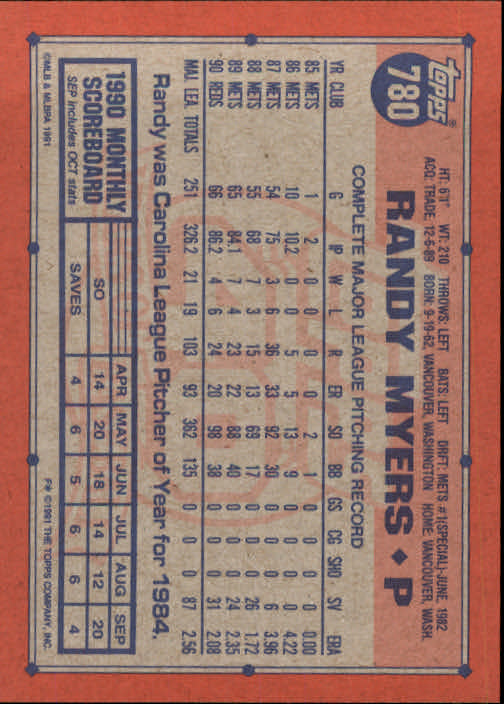 topps®
780
RANDY MYERS ◆ P
HT: 6'1" WT: 210 THROWS: LEFT BATS: LEFT DRFT: METS #1(SPECIAL)-JUNE, 1982
ACQ: TRADE, 12-6-89 BORN: 9-19-62, VANCOUVER, WASHINGTON HOME: VANCOUVER, WASH.
COMPLETE MAJOR LEAGUE PITCHING RECORD
YR CLUB G IP W L R ER SO BB GS CG SHO SV ERA
85 METS 1 2 0 0 0 0 2 1 0 0 0 0 0.00
86 METS 10 10.2 0 0 5 5 13 9 0 0 0 0 4.22
87 METS 54 75 3 6 36 33 92 30 0 0 0 6 3.96
88 METS 55 68 7 3 15 13 69 17 0 0 0 26 1.72
89 METS 65 84.1 7 4 23 22 88 40 0 0 0 24 2.35
90 REDS 66 86.2 4 6 24 20 98 38 0 0 0 31 2.08
MAJ. LEA. TOTALS 251 326.2 21 19 103 93 362 135 0 0 0 87 2.56
Randy was Carolina League Pitcher of Year for 1984.
1990 MONTHLY
SCOREBOARD
SEP includes OCT stats
APR MAY JUN JUL AUG SEP
SO 14 20 18 14 12 20
SAVES 4 6 5 6 6 4
©MLB & MLBPA 1991
F* ©1991 THE TOPPS COMPANY, INC.